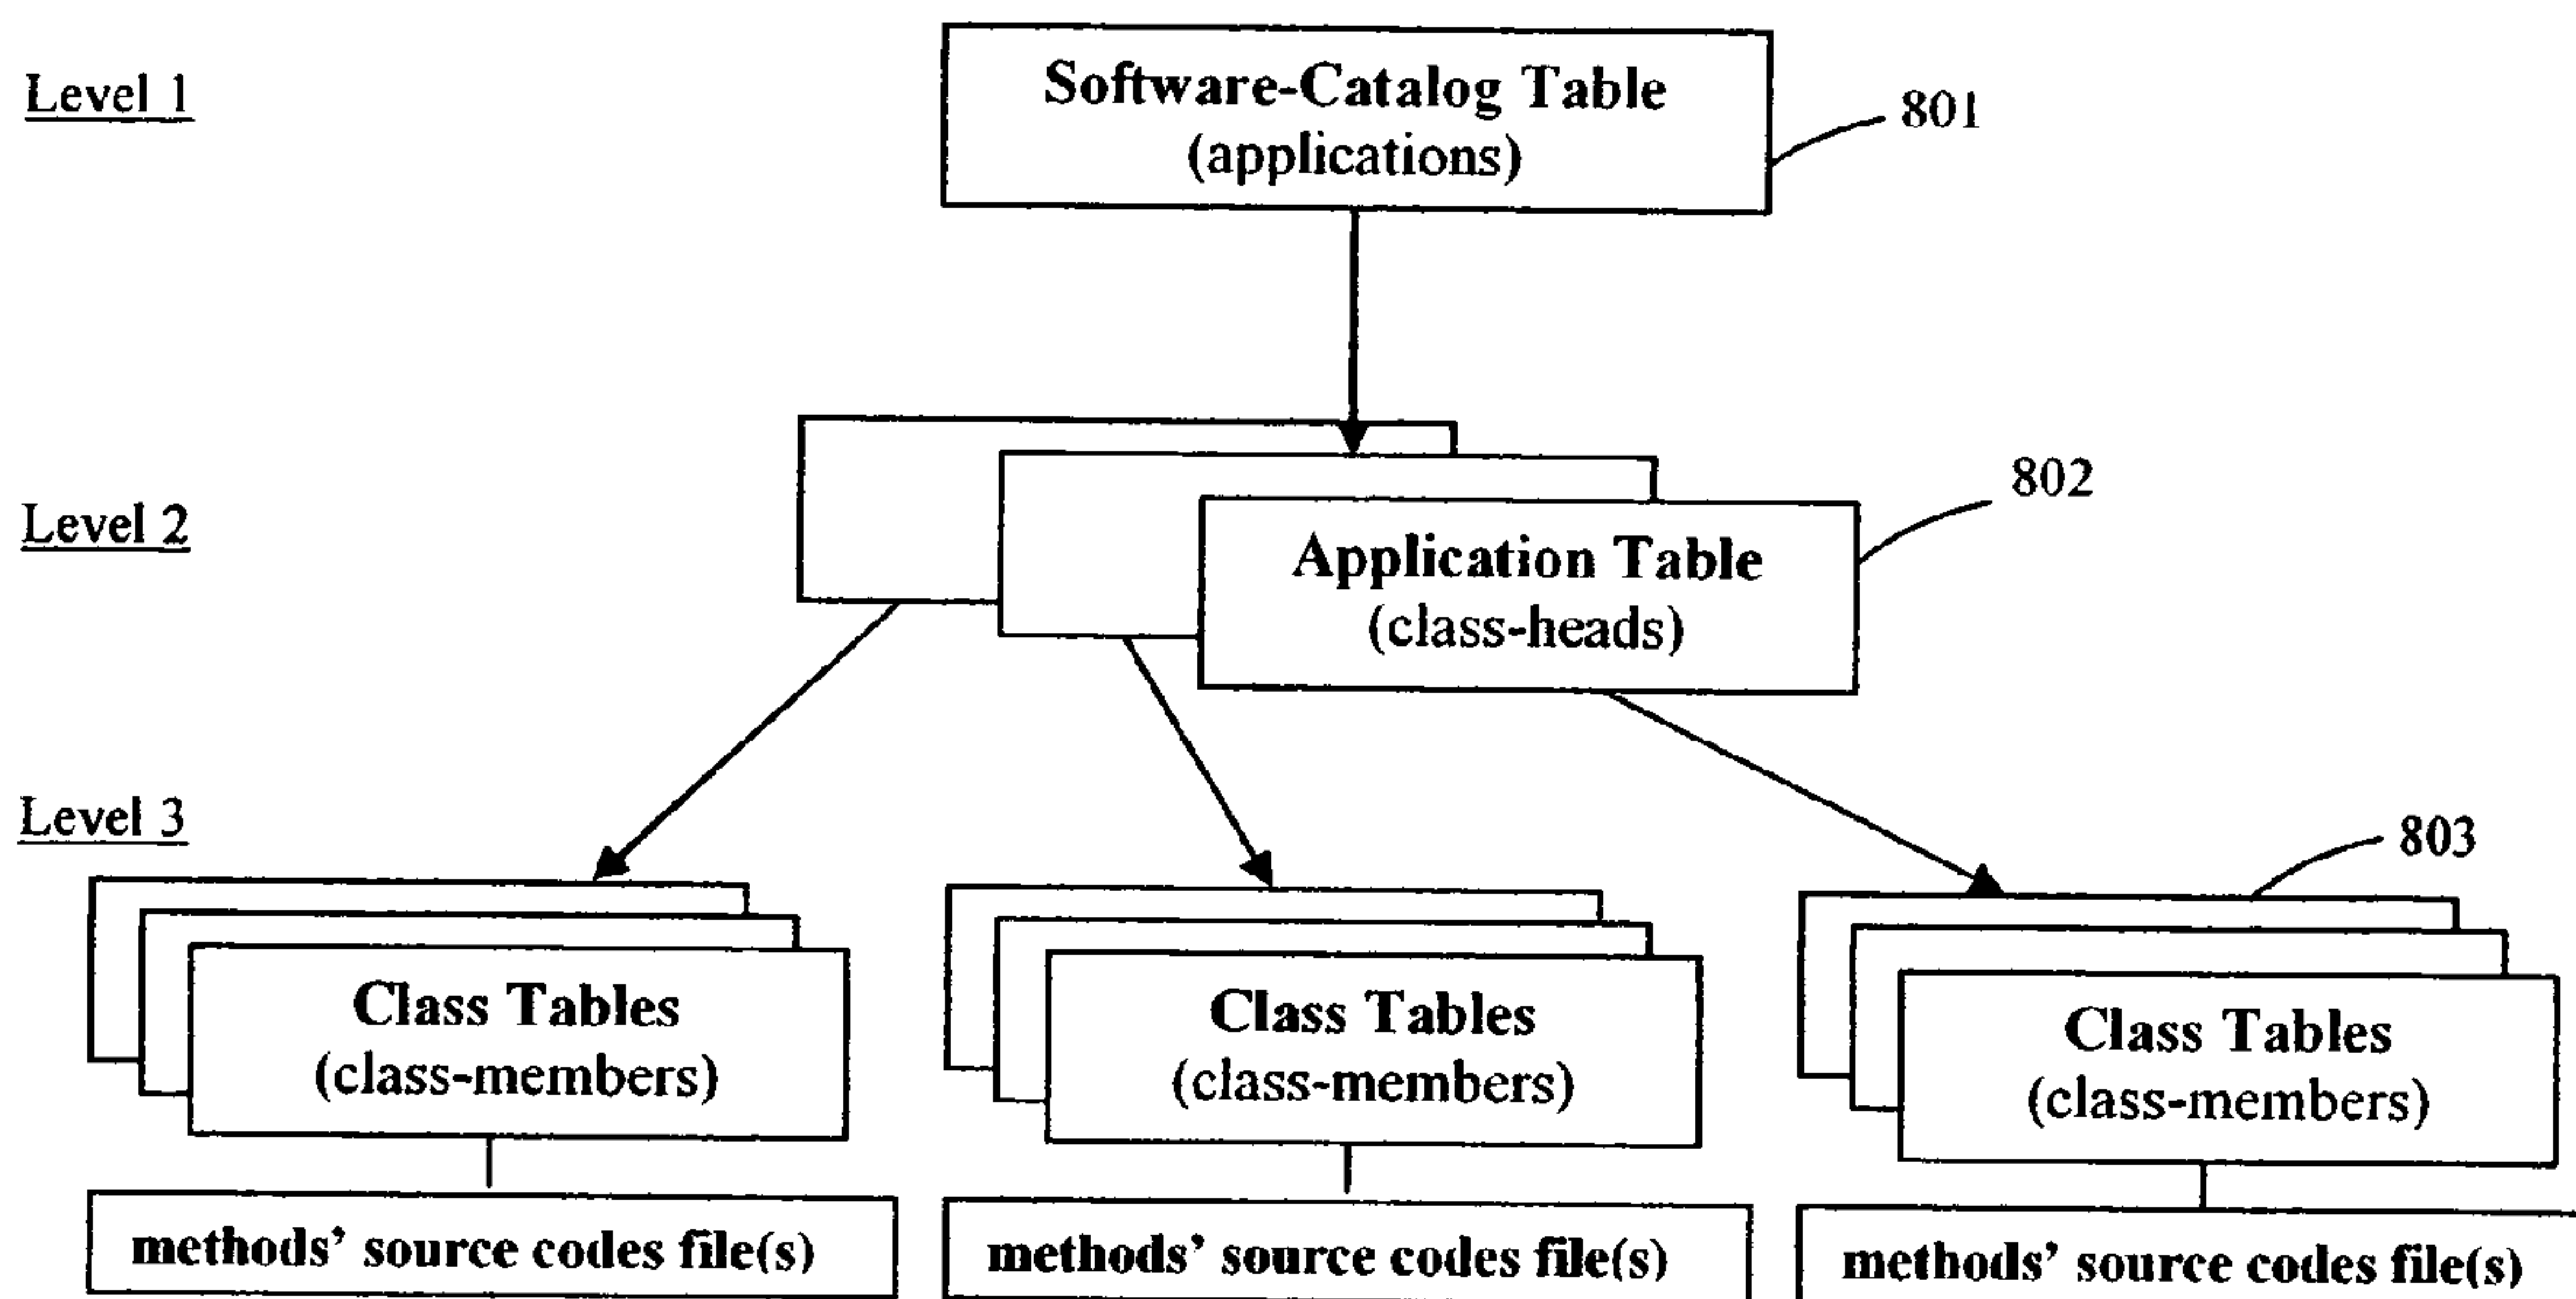 Level 1
Software-Catalog Table
(applications)
801
Level 2
Application Table
(class-heads)
802
Level 3
803
Class Tables
(class-members)
Class Tables
(class-members)
Class Tables
(class-members)
methods’ source codes file(s)
methods’ source codes file(s)
methods’ source codes file(s)